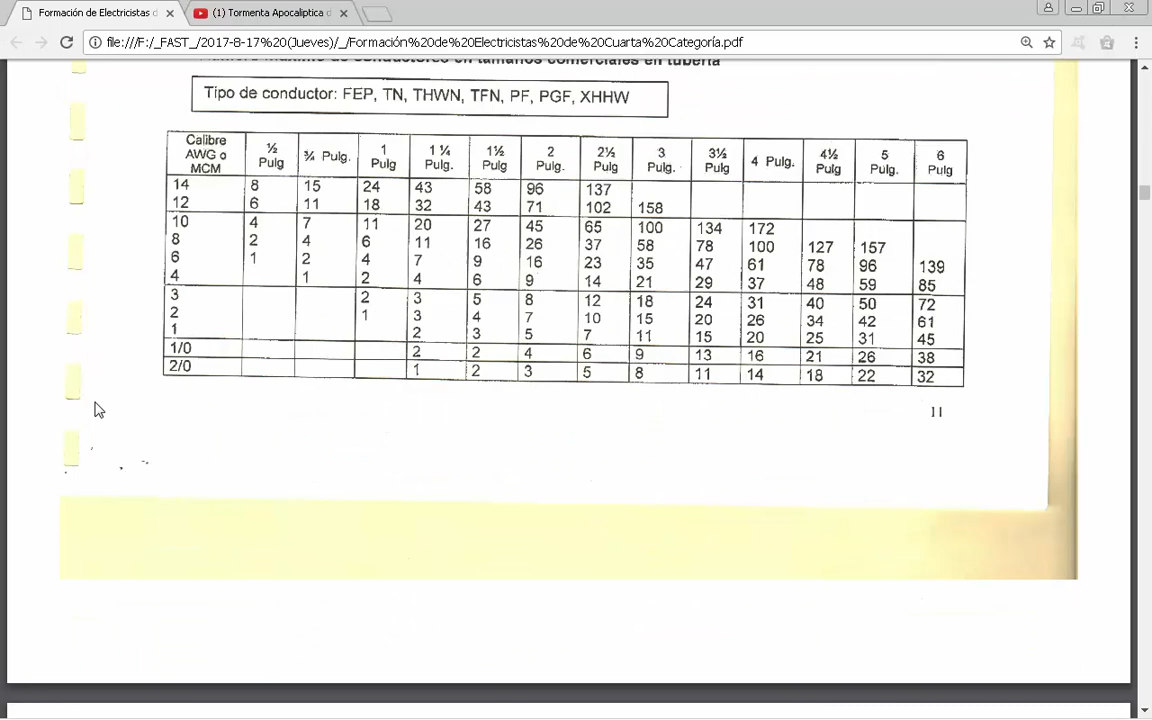 Formación de Electricistas d
(1) Tormenta Apocaliptica d
file:///F:/_FAST_/2017-8-17%20(Jueves)/_/Formación%20de%20Electricistas%20de%20Cuarta%20Categoría.pdf
Número máximo de conductores en tamaños comerciales en tubería
Tipo de conductor: FEP, TN, THWN, TFN, PF, PGF, XHHW
Calibre AWG o MCM ½ Pulg ¾ Pulg. 1 Pulg 1 ¼ Pulg. 1½ Pulg 2 Pulg. 2½ Pulg 3 Pulg. 3½ Pulg 4 Pulg. 4½ Pulg 5 Pulg. 6 Pulg
14 8 15 24 43 58 96 137
12 6 11 18 32 43 71 102 158
10 4 7 11 20 27 45 65 100 134 172
8 2 4 6 11 16 26 37 58 78 100 127 157
6 1 2 4 7 9 16 23 35 47 61 78 96 139
4 1 2 4 6 9 14 21 29 37 48 59 85
3 2 3 5 8 12 18 24 31 40 50 72
2 1 3 4 7 10 15 20 26 34 42 61
1 2 3 5 7 11 15 20 25 31 45
1/0 2 2 4 6 9 13 16 21 26 38
2/0 1 2 3 5 8 11 14 18 22 32
11